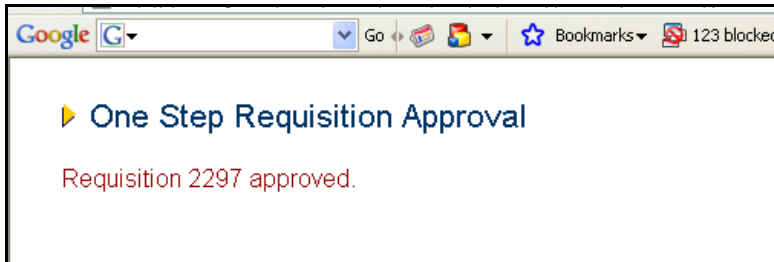 Google G Go Bookmarks 123 blocked
One Step Requisition Approval
Requisition 2297 approved.